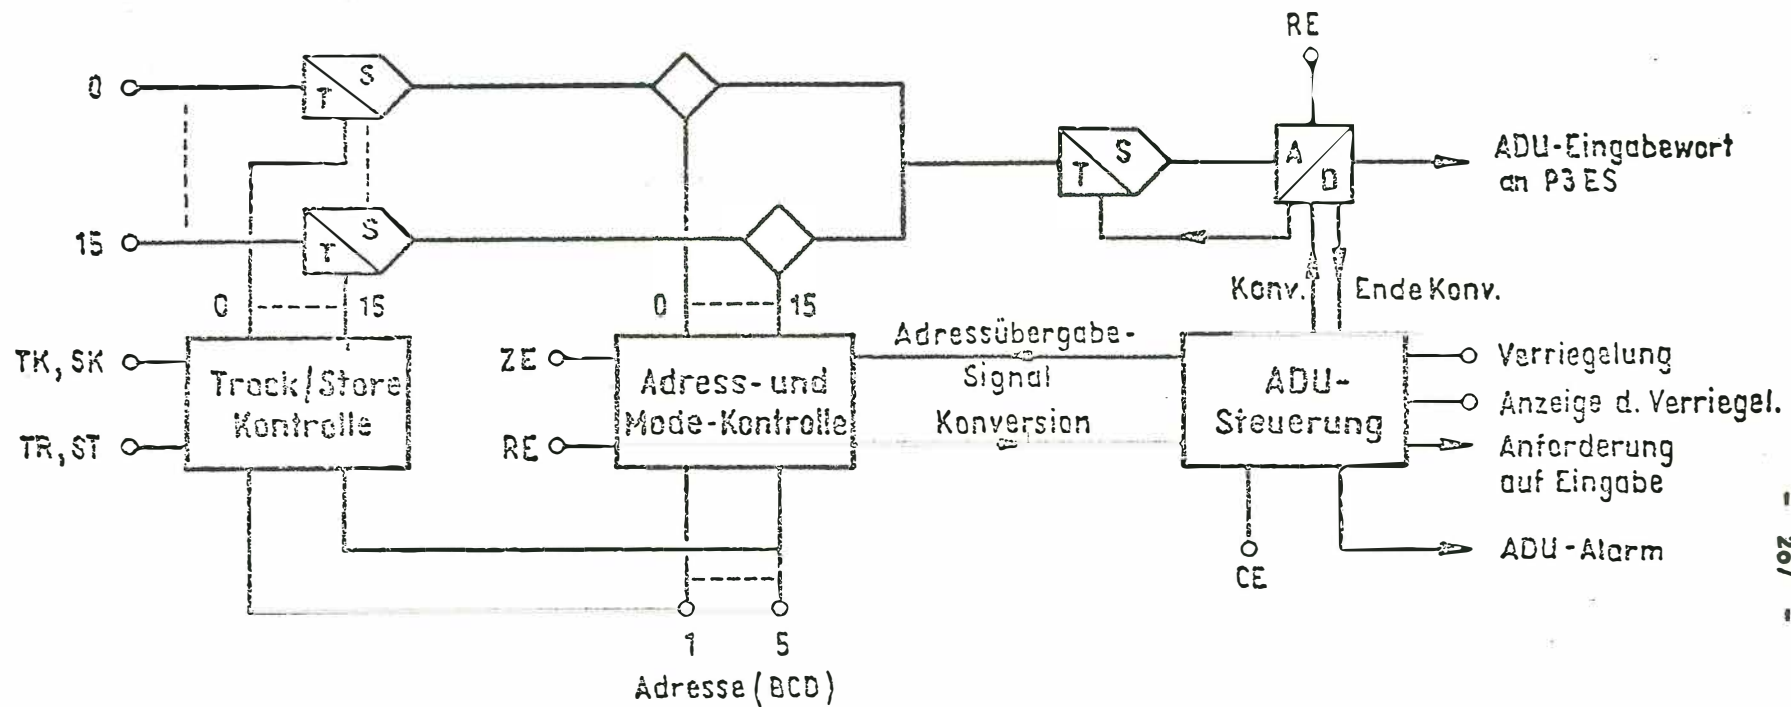 RE
0
T
S
T
S
A
D
ADU-Eingabewort
an P3ES
15
T
S
0
15
0
15
Konv.
Ende Konv.
TK, SK
Track/Store
Kontrolle
TR, ST
ZE
Adress- und
Mode-Kontrolle
RE
Adressübergabe-
Signal
Konversion
ADU-
Steuerung
Verriegelung
Anzeige d. Verriegel.
Anforderung
auf Eingabe
ADU-Alarm
CE
1
5
Adresse (BCD)
- 267 -